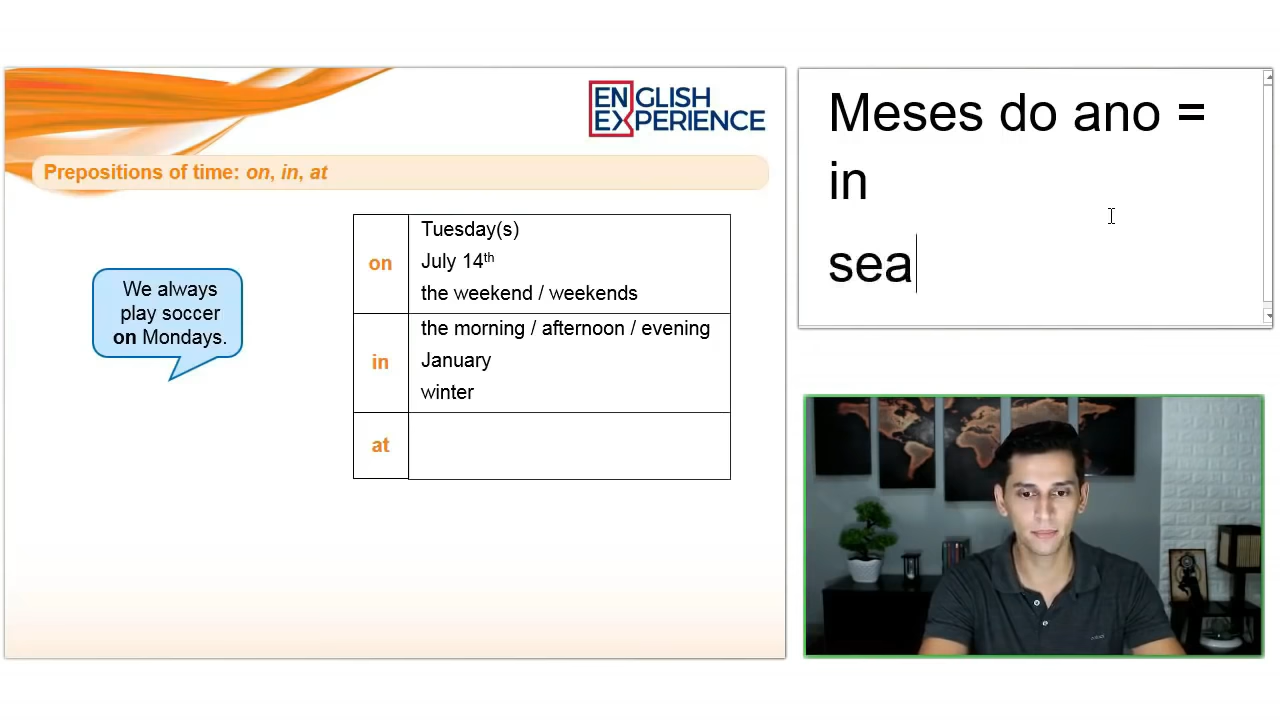 ENGLISH
EXPERIENCE
Prepositions of time: on, in, at
We always
play soccer
on Mondays.
on
Tuesday(s)
July 14th
the weekend / weekends
in
the morning / afternoon / evening
January
winter
at
Meses do ano =
in
sea